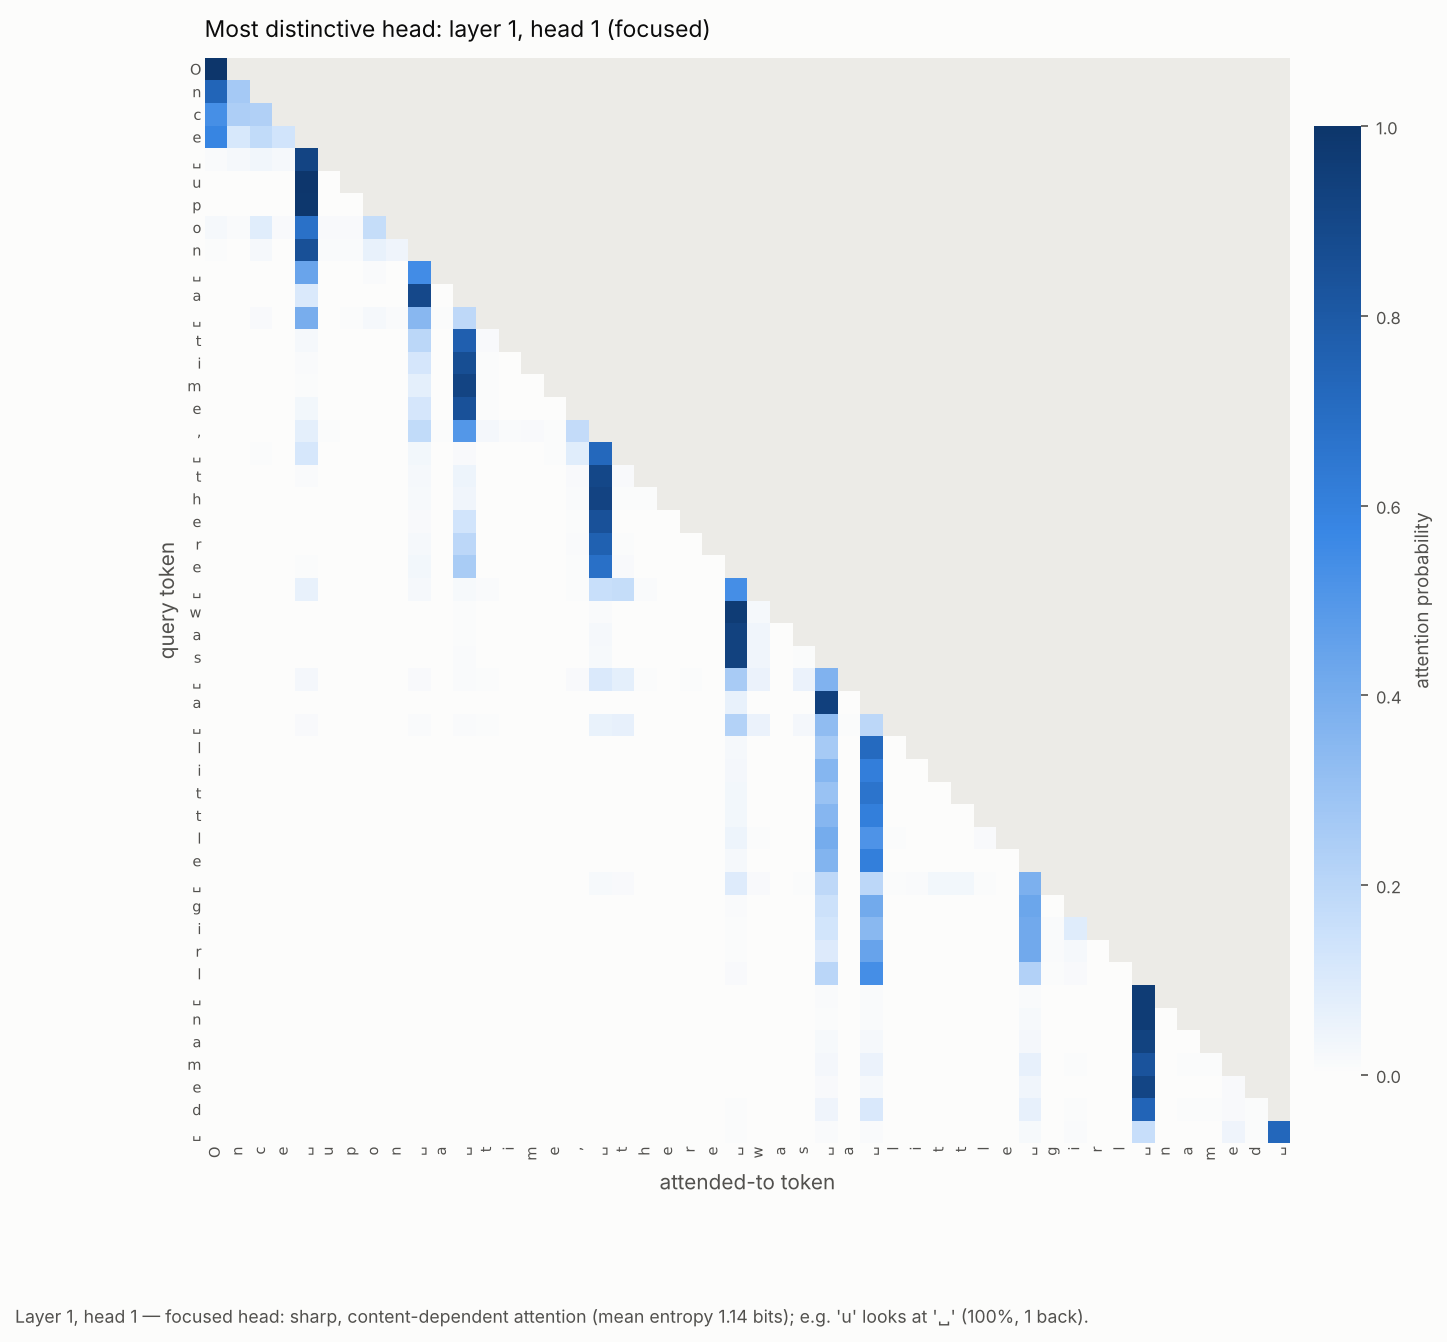 Most distinctive head: layer 1, head 1 (focused)
O
n
c
e
␣
u
p
o
n
␣
a
␣
t
i
m
e
,
␣
t
h
e
r
e
␣
w
a
s
␣
a
␣
l
i
t
t
l
e
␣
g
i
r
l
␣
n
a
m
e
d
␣
query token
O n c e ␣ u p o n ␣ a ␣ t i m e , ␣ t h e r e ␣ w a s ␣ a ␣ l i t t l e ␣ g i r l ␣ n a m e d ␣
attended-to token
1.0
0.8
0.6
0.4
0.2
0.0
attention probability
Layer 1, head 1 — focused head: sharp, content-dependent attention (mean entropy 1.14 bits); e.g. 'u' looks at '␣' (100%, 1 back).